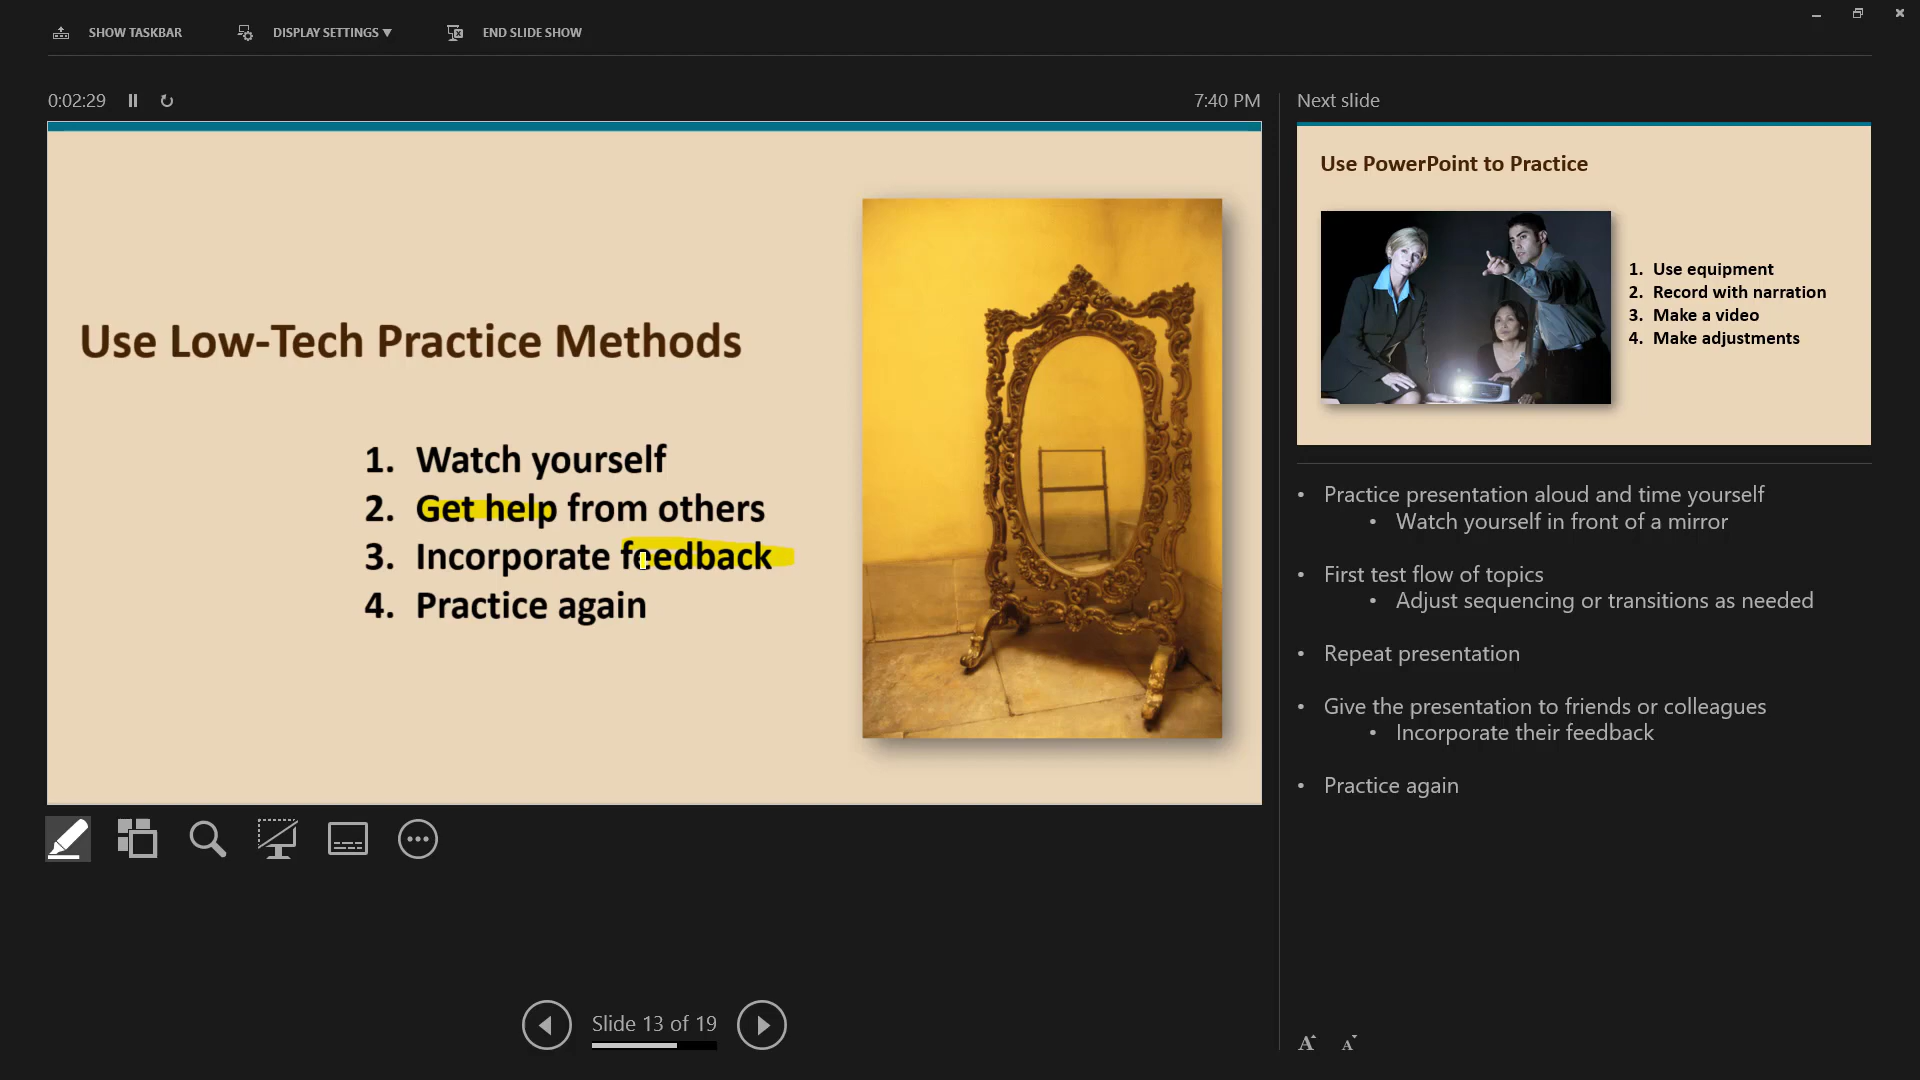 SHOW TASKBAR
DISPLAY SETTINGS ▼
END SLIDE SHOW
0:02:29
7:40 PM
Use Low-Tech Practice Methods
1. Watch yourself
2. Get help from others
3. Incorporate feedback
4. Practice again
Slide 13 of 19
Next slide
Use PowerPoint to Practice
1. Use equipment
2. Record with narration
3. Make a video
4. Make adjustments
• Practice presentation aloud and time yourself
• Watch yourself in front of a mirror
• First test flow of topics
• Adjust sequencing or transitions as needed
• Repeat presentation
• Give the presentation to friends or colleagues
• Incorporate their feedback
• Practice again
A A